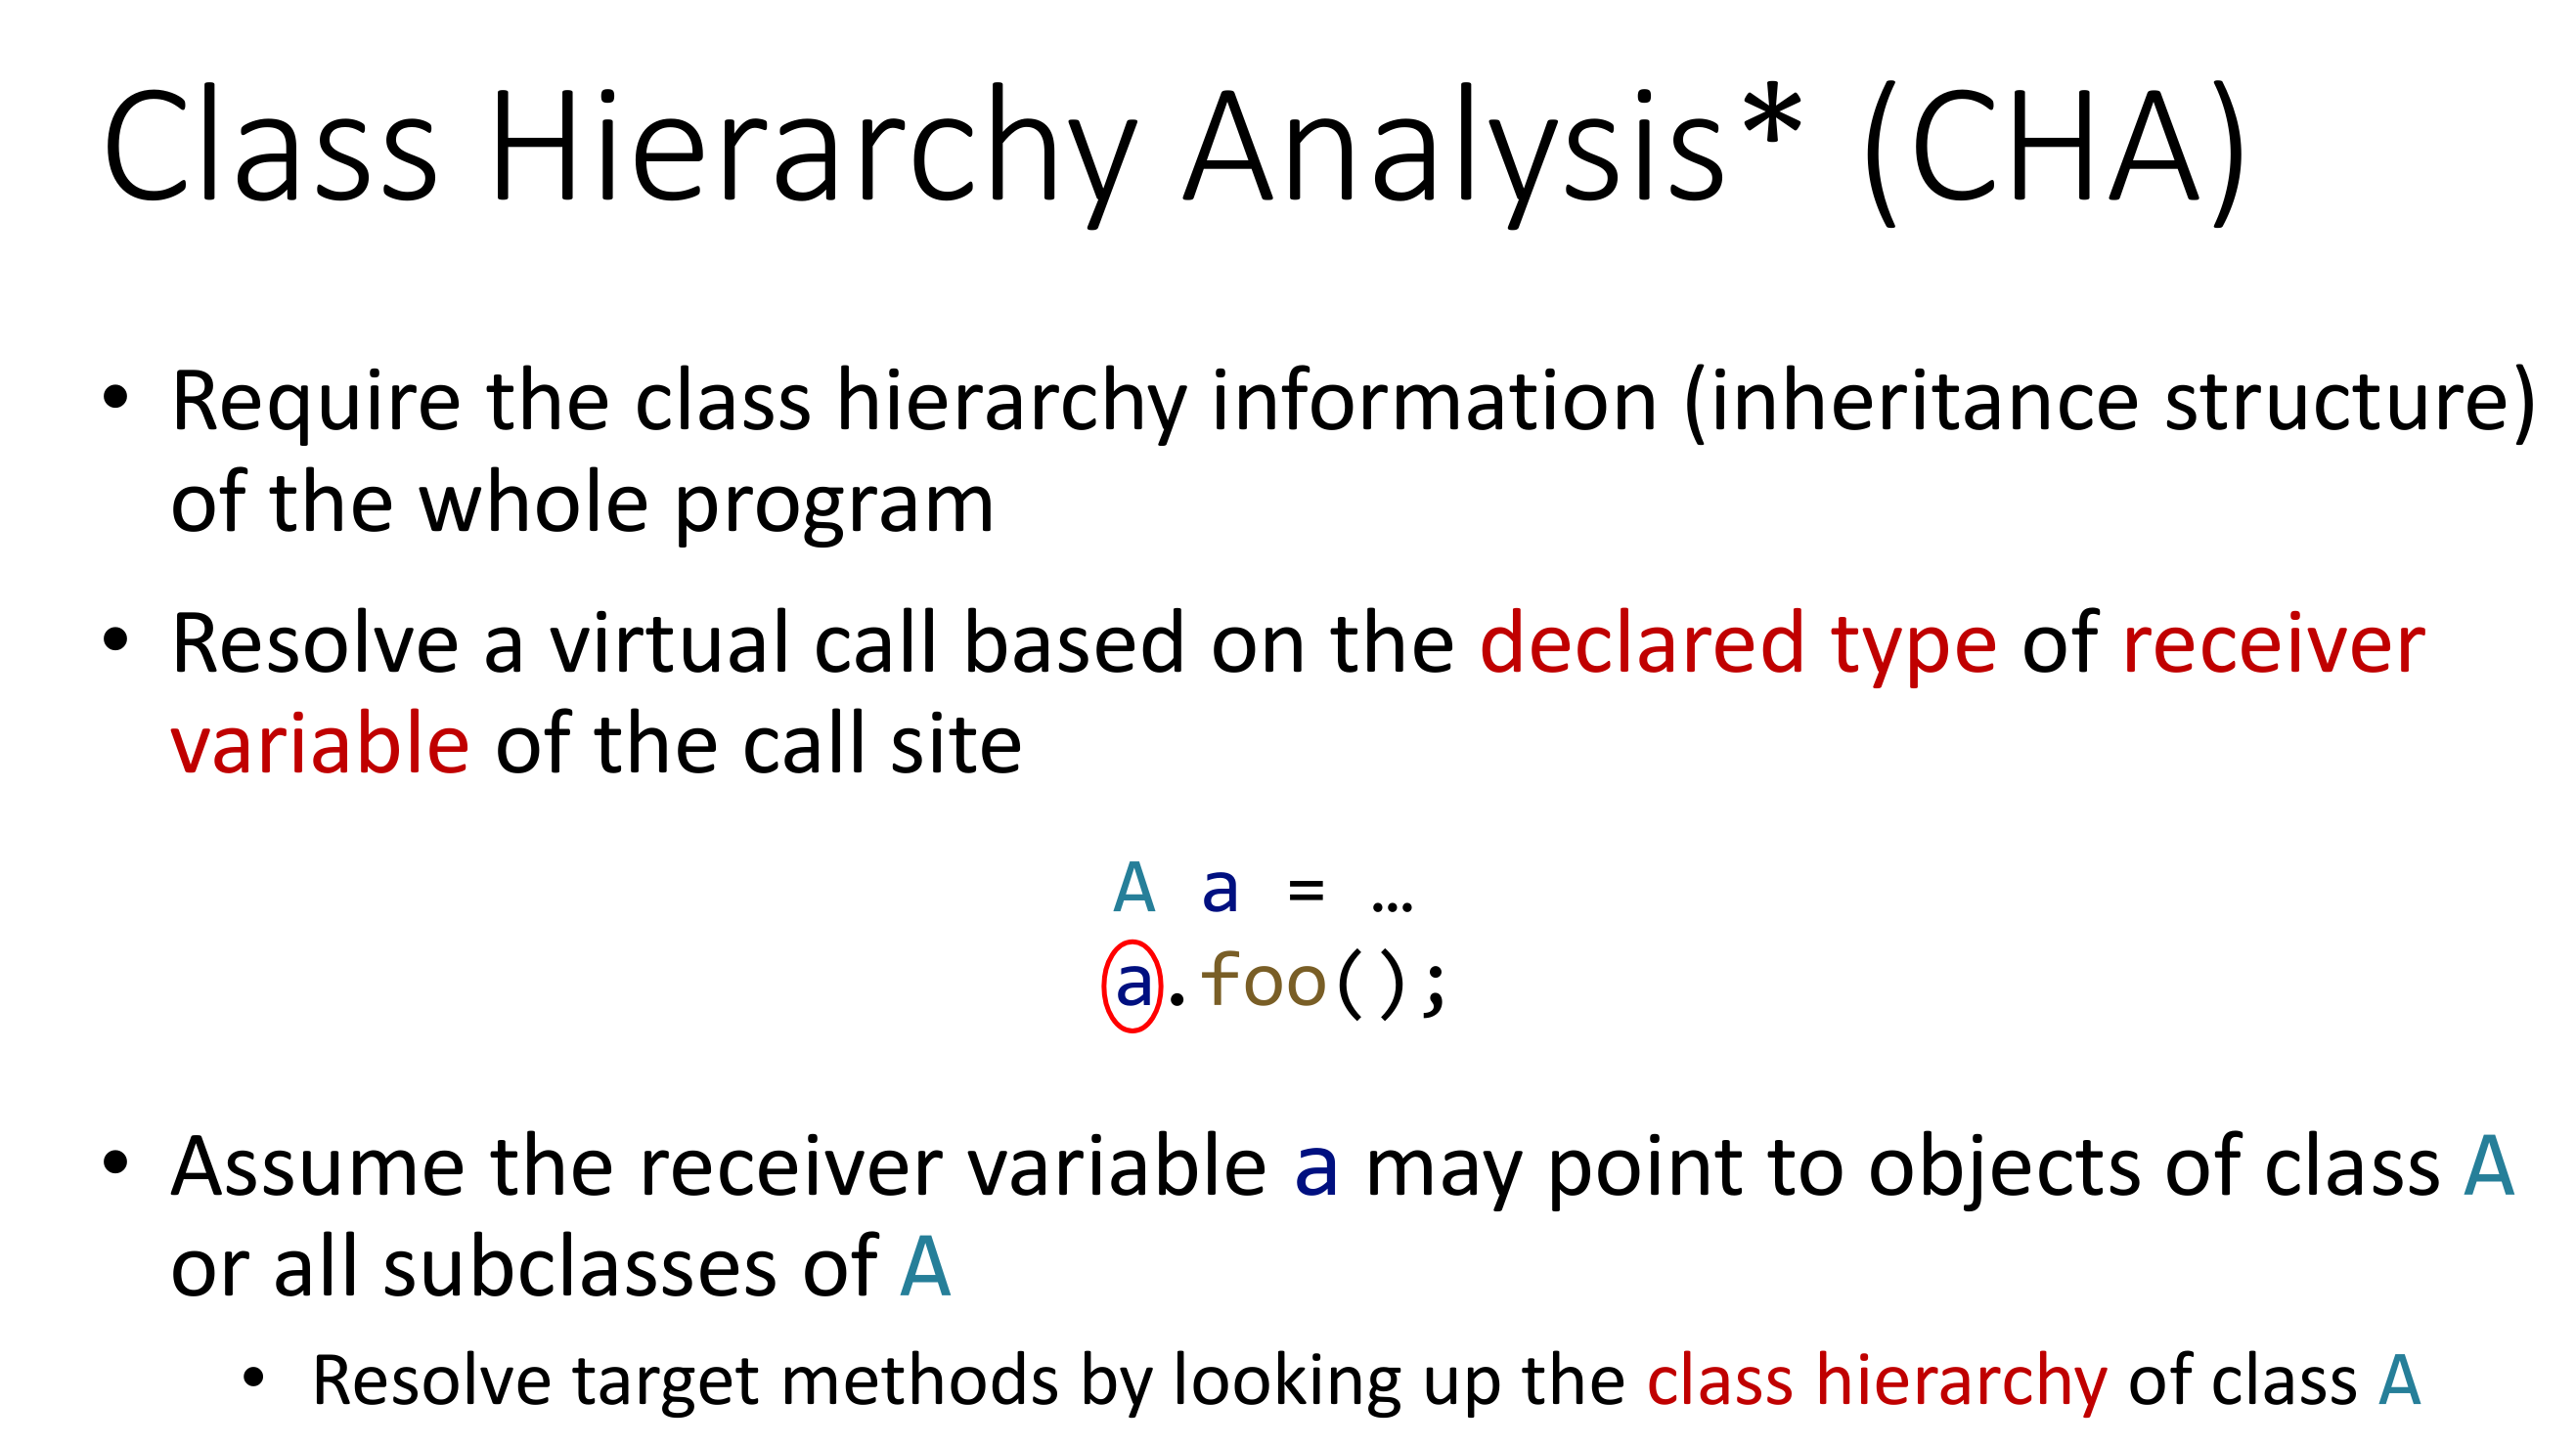 Class Hierarchy Analysis* (CHA)
• Require the class hierarchy information (inheritance structure)
of the whole program
• Resolve a virtual call based on the declared type of receiver
variable of the call site
A a = …
a.foo();
• Assume the receiver variable a may point to objects of class A
or all subclasses of A
• Resolve target methods by looking up the class hierarchy of class A